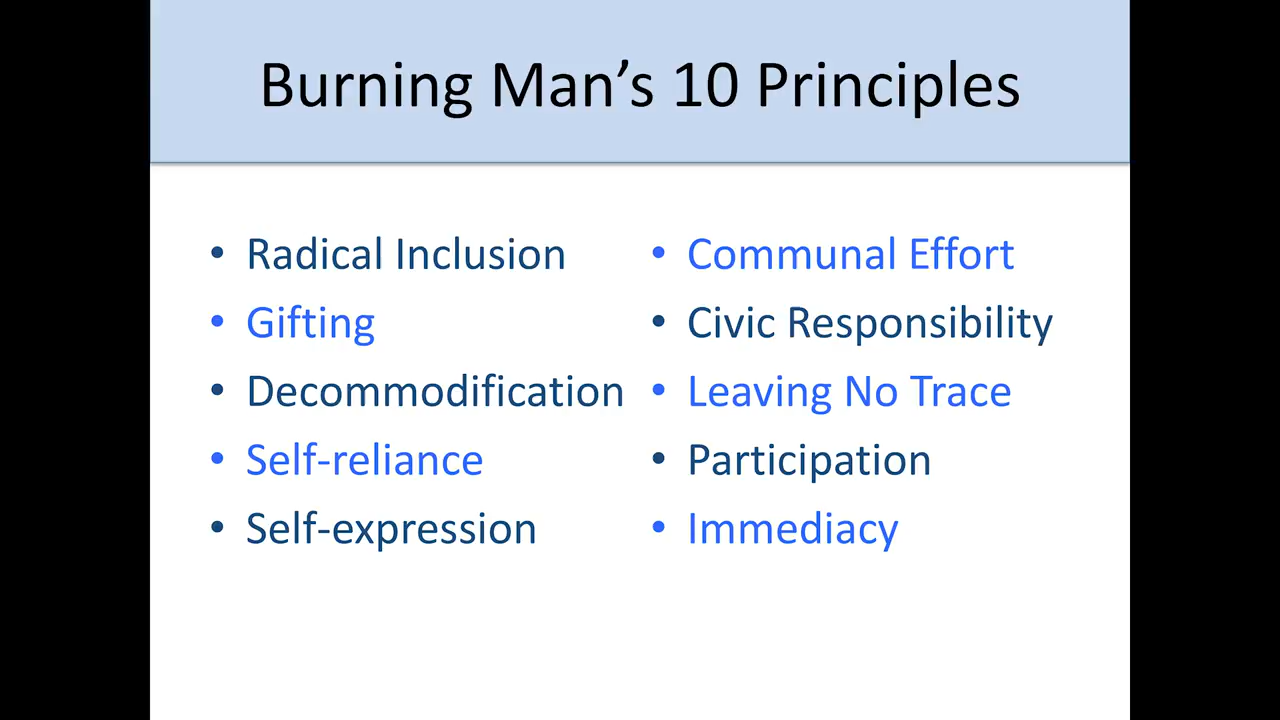 Burning Man’s 10 Principles
• Radical Inclusion
• Gifting
• Decommodification
• Self-reliance
• Self-expression
• Communal Effort
• Civic Responsibility
• Leaving No Trace
• Participation
• Immediacy